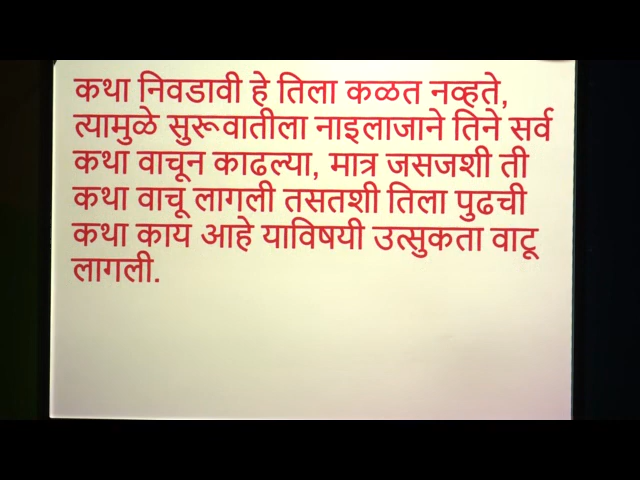 कथा निवडावी हे तिला कळत नव्हते,
त्यामुळे सुरूवातीला नाइलाजाने तिने सर्व
कथा वाचून काढल्या, मात्र जसजशी ती
कथा वाचू लागली तसतशी तिला पुढची
कथा काय आहे याविषयी उत्सुकता वाटू
लागली.